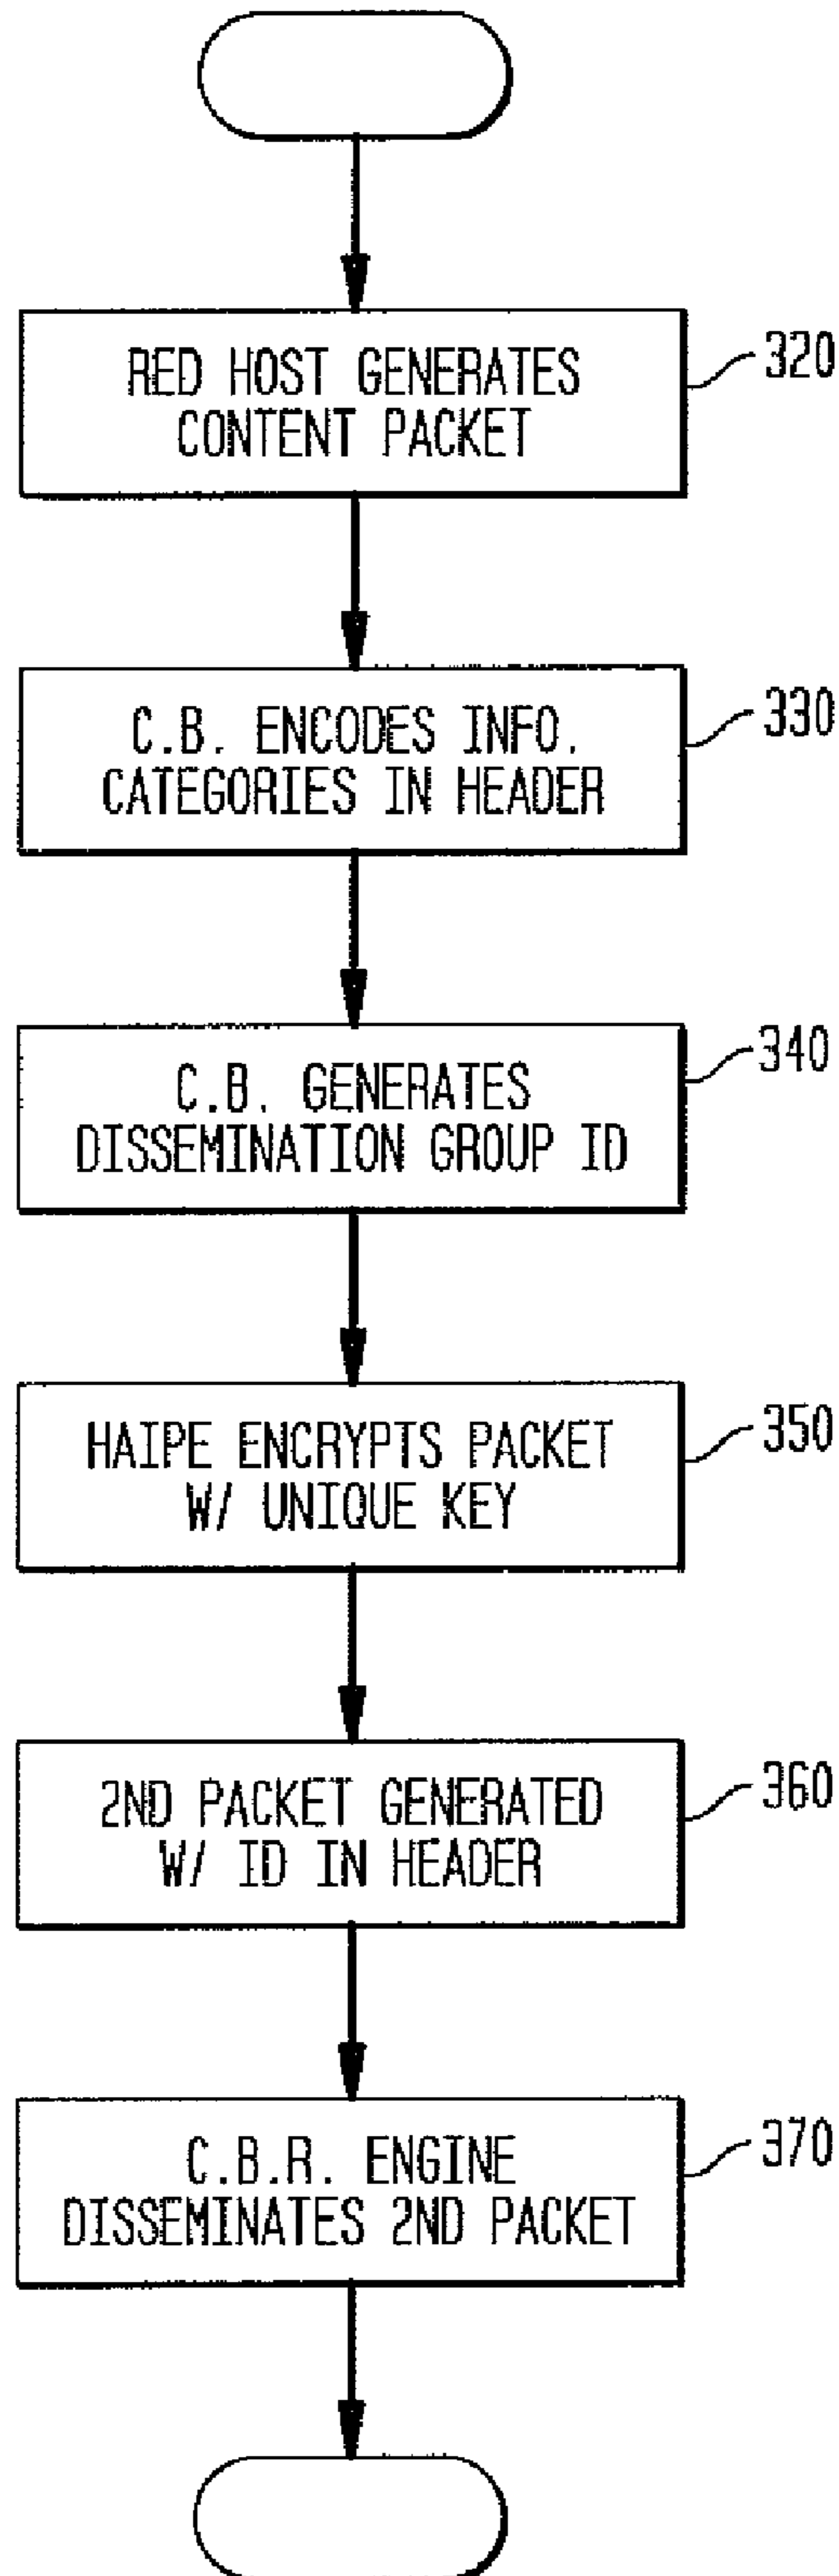 RED HOST GENERATES
CONTENT PACKET
320
C.B. ENCODES INFO.
CATEGORIES IN HEADER
330
C.B. GENERATES
DISSEMINATION GROUP ID
340
HAIPE ENCRYPTS PACKET
W/ UNIQUE KEY
350
2ND PACKET GENERATED
W/ ID IN HEADER
360
C.B.R. ENGINE
DISSEMINATES 2ND PACKET
370